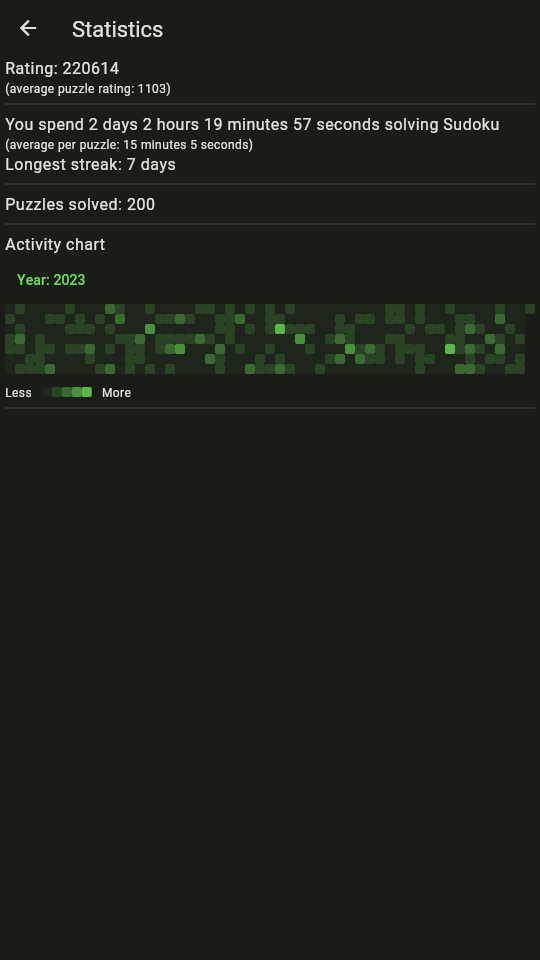 Statistics
Rating: 220614
(average puzzle rating: 1103)
You spend 2 days 2 hours 19 minutes 57 seconds solving Sudoku
(average per puzzle: 15 minutes 5 seconds)
Longest streak: 7 days
Puzzles solved: 200
Activity chart
Year: 2023
Less More